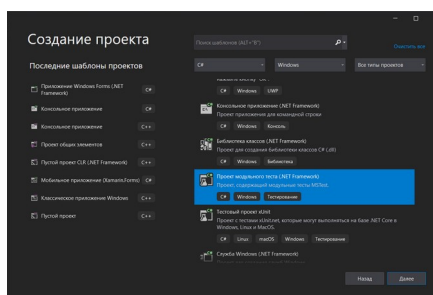 Создание проекта
Поиск шаблонов (ALT+"B")
Очистить все
Последние шаблоны проектов
C#
Windows
Все типы проектов
Приложение Windows Forms (.NET Framework)
C#
Консольное приложение
C#
Консольное приложение
C++
Проект общих элементов
C++
Пустой проект CLR (.NET Framework)
C++
Мобильное приложение (Xamarin.Forms)
C#
Классическое приложение Windows
C++
Пустой проект
C++
C# Windows UWP
Консольное приложение (.NET Framework)
Проект приложения для командной строки
C# Windows Консоль
Библиотека классов (.NET Framework)
Проект для создания библиотеки классов C# (.dll)
C# Windows Библиотека
Проект модульного теста (.NET Framework)
Проект, содержащий модульные тесты MSTest.
C# Windows Тестирование
Тестовый проект xUnit
Проект с тестами xUnit.net, которые могут выполняться на базе .NET Core в
Windows, Linux и MacOS.
C# Linux macOS Windows Тестирование
Служба Windows (.NET Framework)
Назад
Далее